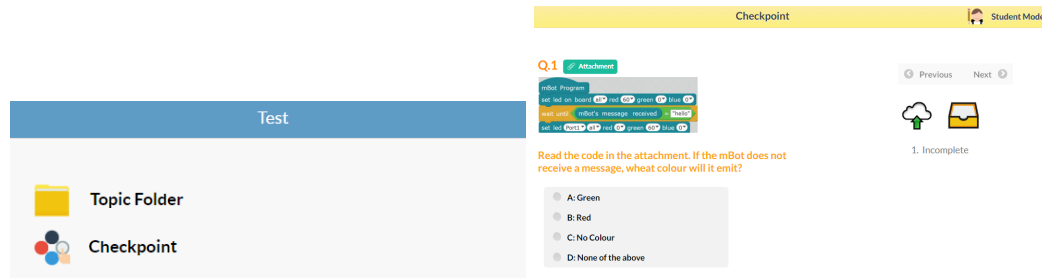 Test
Topic Folder
Checkpoint
Checkpoint
Student Mode
Q.1 Attachment
mBot Program
set led on board all red 60 green 0 blue 0
wait until mBot's message received = "hello"
set led Port1 all red 0 green 60 blue 0
Read the code in the attachment. If the mBot does not
receive a message, wheat colour will it emit?
A: Green
B: Red
C: No Colour
D: None of the above
Previous Next
1. Incomplete